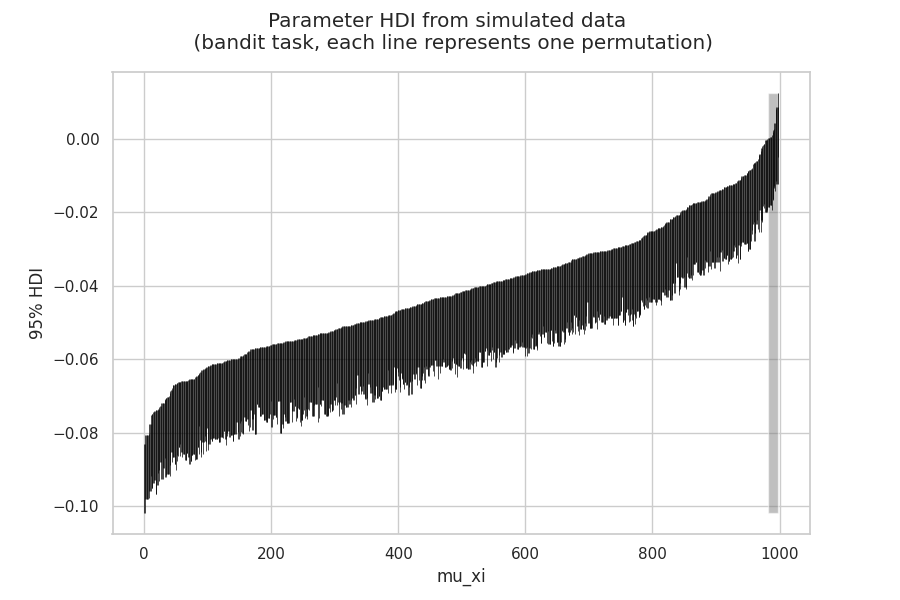 Parameter HDI from simulated data
(bandit task, each line represents one permutation)
0.00
−0.02
−0.04
−0.06
−0.08
−0.10
95% HDI
0 200 400 600 800 1000
mu_xi